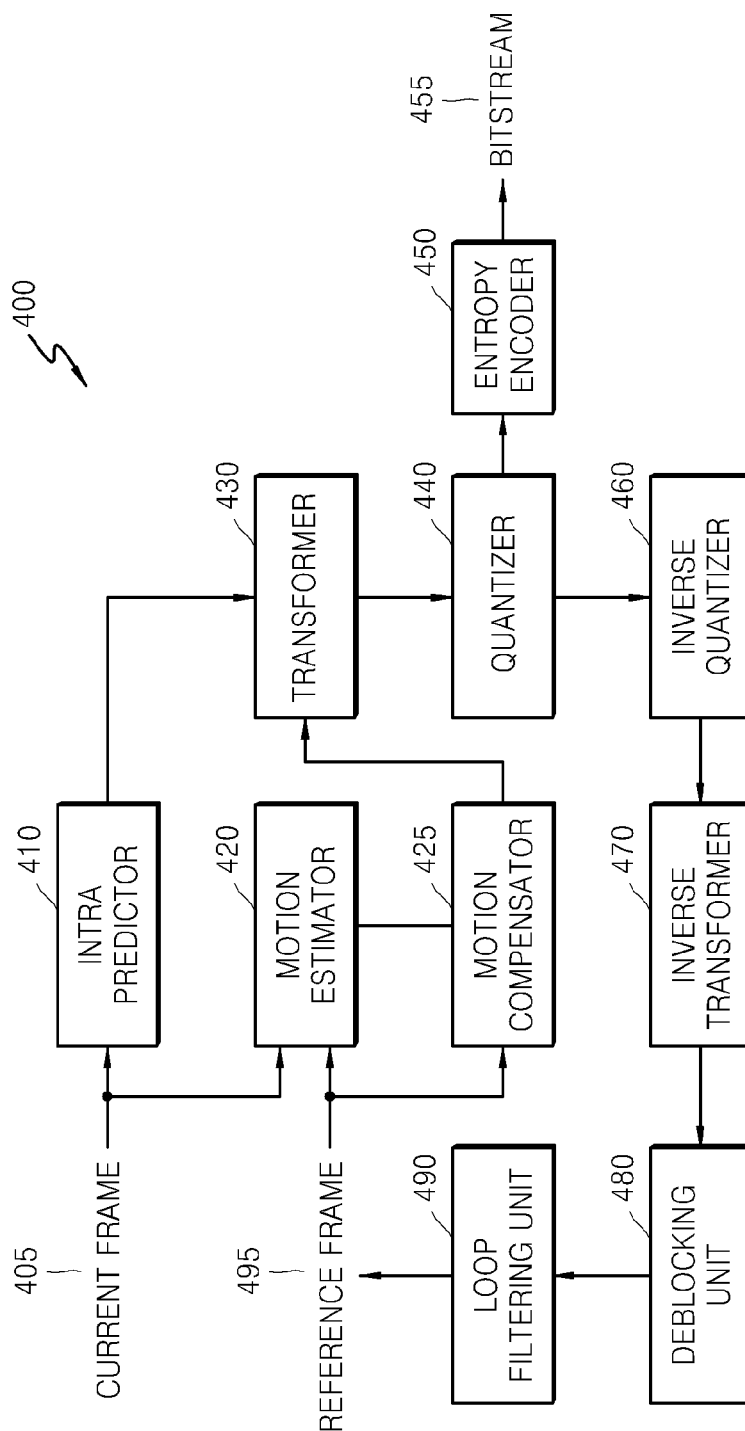 400
405
CURRENT FRAME
410
INTRA
PREDICTOR
430
TRANSFORMER
495
REFERENCE FRAME
420
MOTION
ESTIMATOR
440
QUANTIZER
450
ENTROPY
ENCODER
455
BITSTREAM
490
LOOP
FILTERING UNIT
425
MOTION
COMPENSATOR
460
INVERSE
QUANTIZER
480
DEBLOCKING
UNIT
470
INVERSE
TRANSFORMER